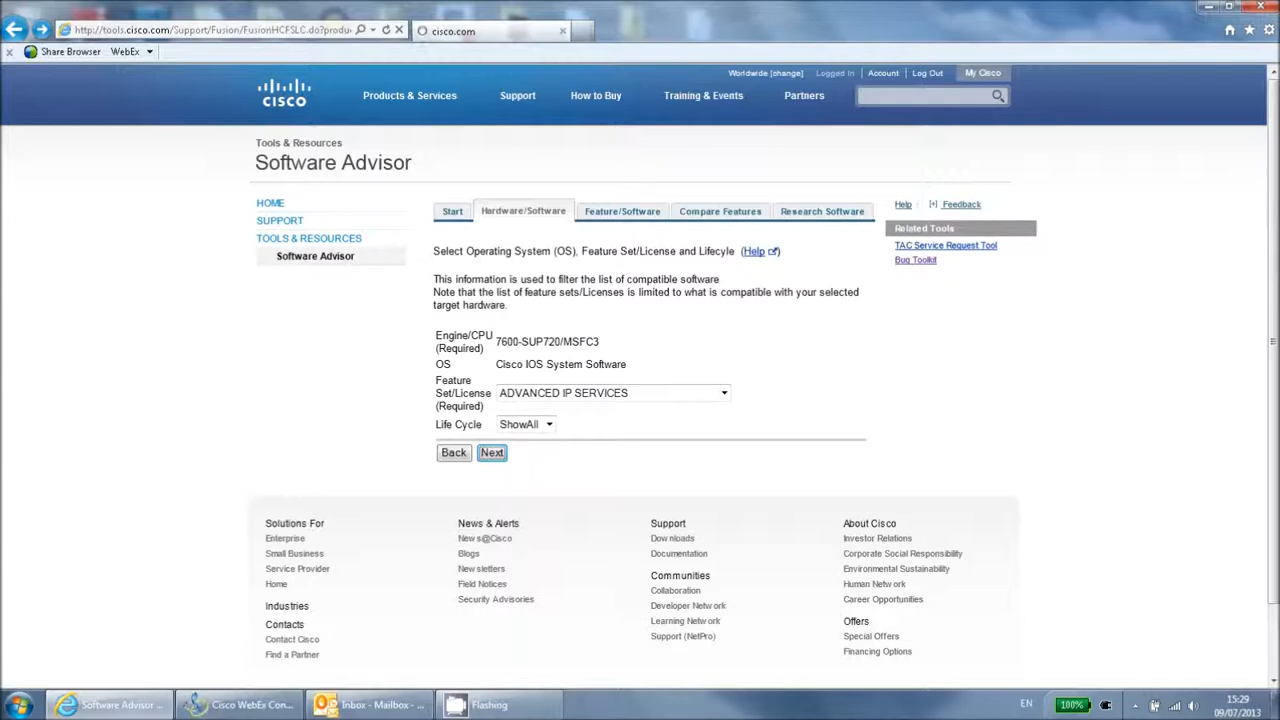 http://tools.cisco.com/Support/Fusion/FusionHCFSLC.do?produ
cisco.com
Share Browser WebEx
Worldwide [change] Logged In Account Log Out My Cisco
CISCO
Products & Services Support How to Buy Training & Events Partners
Tools & Resources
Software Advisor
HOME
SUPPORT
TOOLS & RESOURCES
Software Advisor
Start Hardware/Software Feature/Software Compare Features Research Software
Help [+] Feedback
Related Tools
TAC Service Request Tool
Bug Toolkit
Select Operating System (OS), Feature Set/License and Lifecyle (Help)
This information is used to filter the list of compatible software
Note that the list of feature sets/Licenses is limited to what is compatible with your selected
target hardware.
Engine/CPU
(Required) 7600-SUP720/MSFC3
OS Cisco IOS System Software
Feature
Set/License ADVANCED IP SERVICES
(Required)
Life Cycle ShowAll
Back Next
Solutions For
Enterprise
Small Business
Service Provider
Home
Industries
Contacts
Contact Cisco
Find a Partner
News & Alerts
News@Cisco
Blogs
Newsletters
Field Notices
Security Advisories
Support
Downloads
Documentation
Communities
Collaboration
Developer Network
Learning Network
Support (NetPro)
About Cisco
Investor Relations
Corporate Social Responsibility
Environmental Sustainability
Human Network
Career Opportunities
Offers
Special Offers
Financing Options
Software Advisor ... Cisco WebEx Con... Inbox - Mailbox - ... Flashing
EN 100% 15:29
09/07/2013